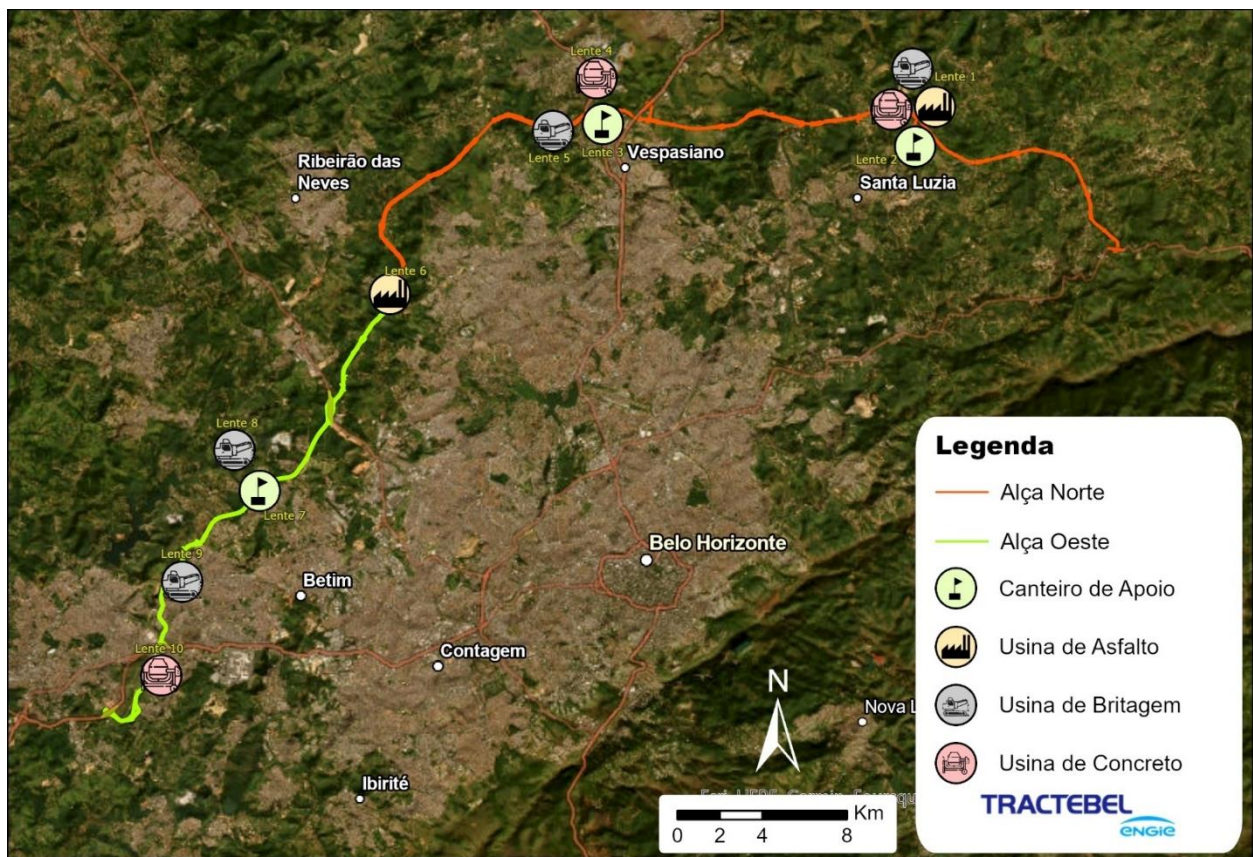 Lente 4
Lente 1
Lente 5
Lente 3
Vespasiano
Lente 2
Ribeirão das
Neves
Santa Luzia
Lente 6
Lente 8
Lente 7
Lente 9
Betim
Belo Horizonte
Lente 10
Contagem
Nova L
Ibirité
N
Km
0 2 4 8
Legenda
Alça Norte
Alça Oeste
Canteiro de Apoio
Usina de Asfalto
Usina de Britagem
Usina de Concreto
TRACTEBEL
ENGIE